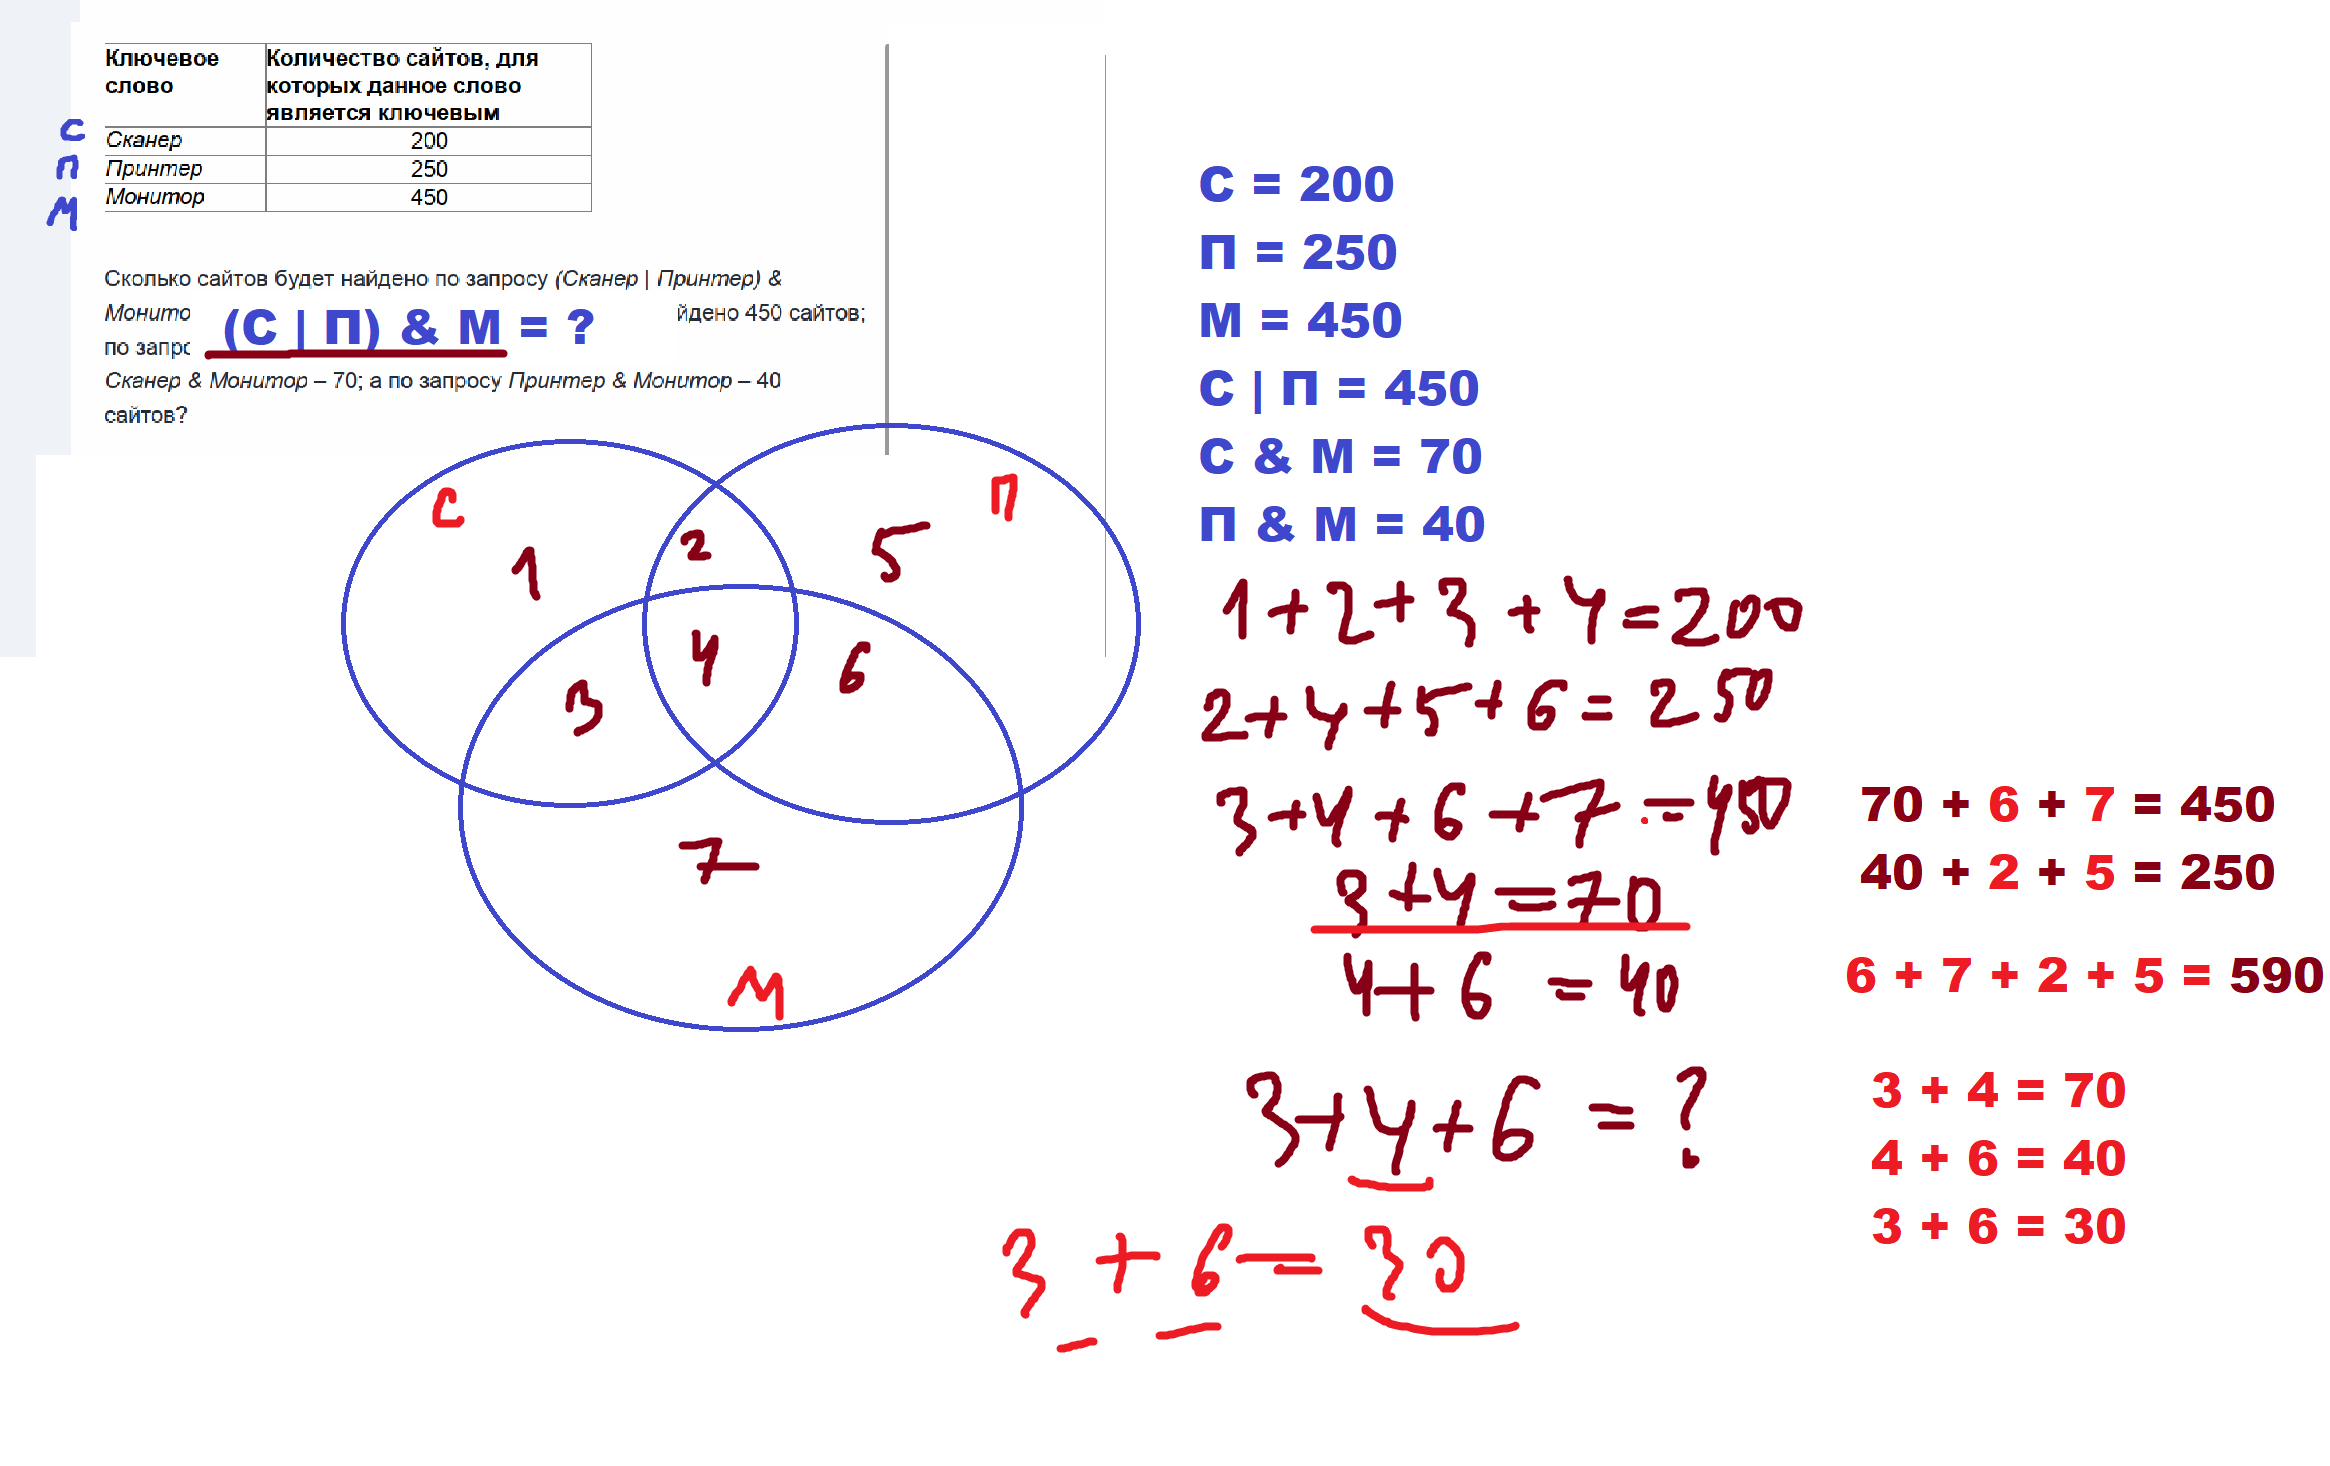 Ключевое слово
Количество сайтов, для которых данное слово является ключевым
С Сканер 200
П Принтер 250
М Монитор 450
Сколько сайтов будет найдено по запросу (Сканер | Принтер) &
йдено 450 сайтов;
(С | П) & М = ?
по
Сканер & Монитор – 70; а по запросу Принтер & Монитор – 40
сайтов?
С
П
1
2
5
3
4
6
7
М
С = 200
П = 250
М = 450
С | П = 450
С & М = 70
П & М = 40
1+2+3+4=200
2+4+5+6=250
3+4+6+7=450
3+4=70
4+6=40
3+4+6=?
3+6=30
70 + 6 + 7 = 450
40 + 2 + 5 = 250
6 + 7 + 2 + 5 = 590
3 + 4 = 70
4 + 6 = 40
3 + 6 = 30